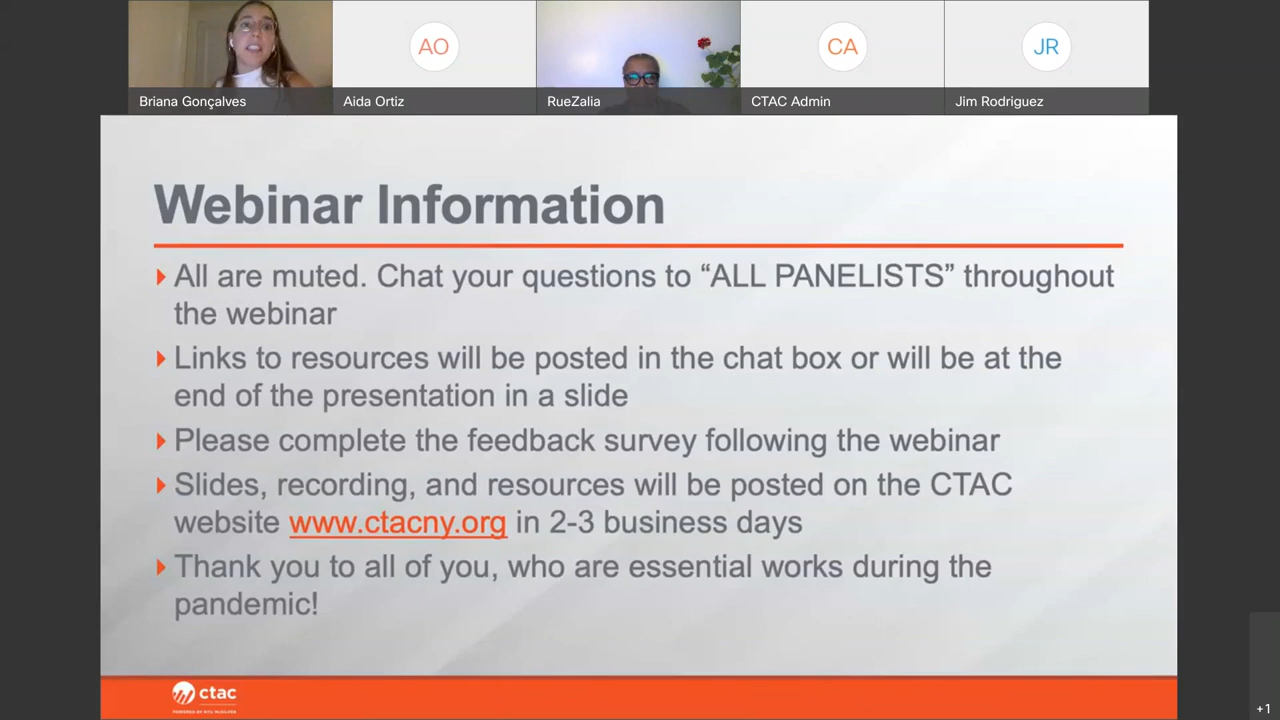 AO
CA
JR
Briana Gonçalves
Aida Ortiz
RueZalia
CTAC Admin
Jim Rodriguez
Webinar Information
All are muted. Chat your questions to “ALL PANELISTS” throughout
the webinar
Links to resources will be posted in the chat box or will be at the
end of the presentation in a slide
Please complete the feedback survey following the webinar
Slides, recording, and resources will be posted on the CTAC
website www.ctacny.org in 2-3 business days
Thank you to all of you, who are essential works during the
pandemic!
ctac
POWERED BY NYU MCSILVER
+1